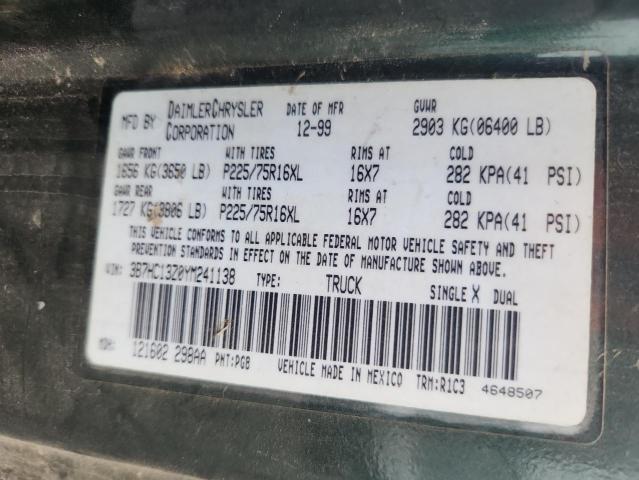 MFD BY DAIMLERCHRYSLER CORPORATION DATE OF MFR 12-99 GVWR 2903 KG(06400 LB)
GAWR FRONT WITH TIRES RIMS AT COLD
1656 KG(3650 LB) P225/75R16XL 16X7 282 KPA(41 PSI)
GAWR REAR WITH TIRES RIMS AT COLD
1727 KG(3806 LB) P225/75R16XL 16X7 282 KPA(41 PSI)
THIS VEHICLE CONFORMS TO ALL APPLICABLE FEDERAL MOTOR VEHICLE SAFETY AND THEFT
PREVENTION STANDARDS IN EFFECT ON THE DATE OF MANUFACTURE SHOWN ABOVE.
VIN: 3B7HC13Z0YM241138 TYPE: TRUCK SINGLE X DUAL
MDH: 121602 298AA PNT:PGB VEHICLE MADE IN MEXICO TRM:R1C3 4648507